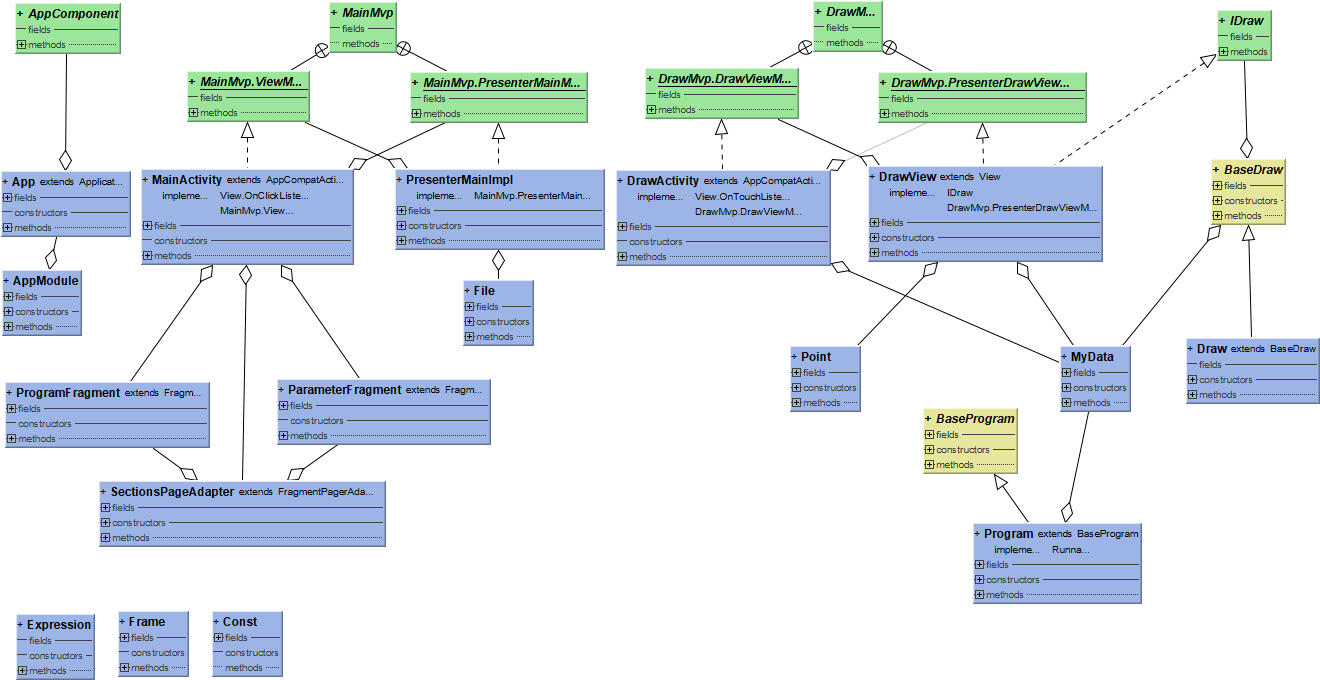 + AppComponent
fields
methods
+ MainMvp
fields
methods
+ DrawM...
fields
methods
+ IDraw
fields
methods
+ MainMvp.ViewM...
fields
methods
+ MainMvp.PresenterMainM...
fields
methods
+ DrawMvp.DrawViewM...
fields
methods
+ DrawMvp.PresenterDrawView...
fields
methods
+ App extends Applicat...
fields
constructors
methods
+ MainActivity extends AppCompatActi...
impleme... View.OnClickListe...
MainMvp.View...
fields
constructors
methods
+ PresenterMainImpl
impleme... MainMvp.PresenterMain...
fields
constructors
methods
+ DrawActivity extends AppCompatActi...
impleme... View.OnTouchListe...
DrawMvp.DrawViewM...
fields
constructors
methods
+ DrawView extends View
impleme... IDraw
DrawMvp.PresenterDrawViewM...
fields
constructors
methods
+ BaseDraw
fields
constructors
methods
+ AppModule
fields
constructors
methods
+ File
fields
constructors
methods
+ Point
fields
constructors
methods
+ MyData
fields
constructors
methods
+ Draw extends BaseDraw
fields
constructors
methods
+ ProgramFragment extends Fragm...
fields
constructors
methods
+ ParameterFragment extends Fragm...
fields
constructors
methods
+ BaseProgram
fields
constructors
methods
+ SectionsPageAdapter extends FragmentPagerAda...
fields
constructors
methods
+ Program extends BaseProgram
impleme... Runna...
fields
constructors
methods
+ Expression
fields
constructors
methods
+ Frame
fields
constructors
methods
+ Const
fields
constructors
methods